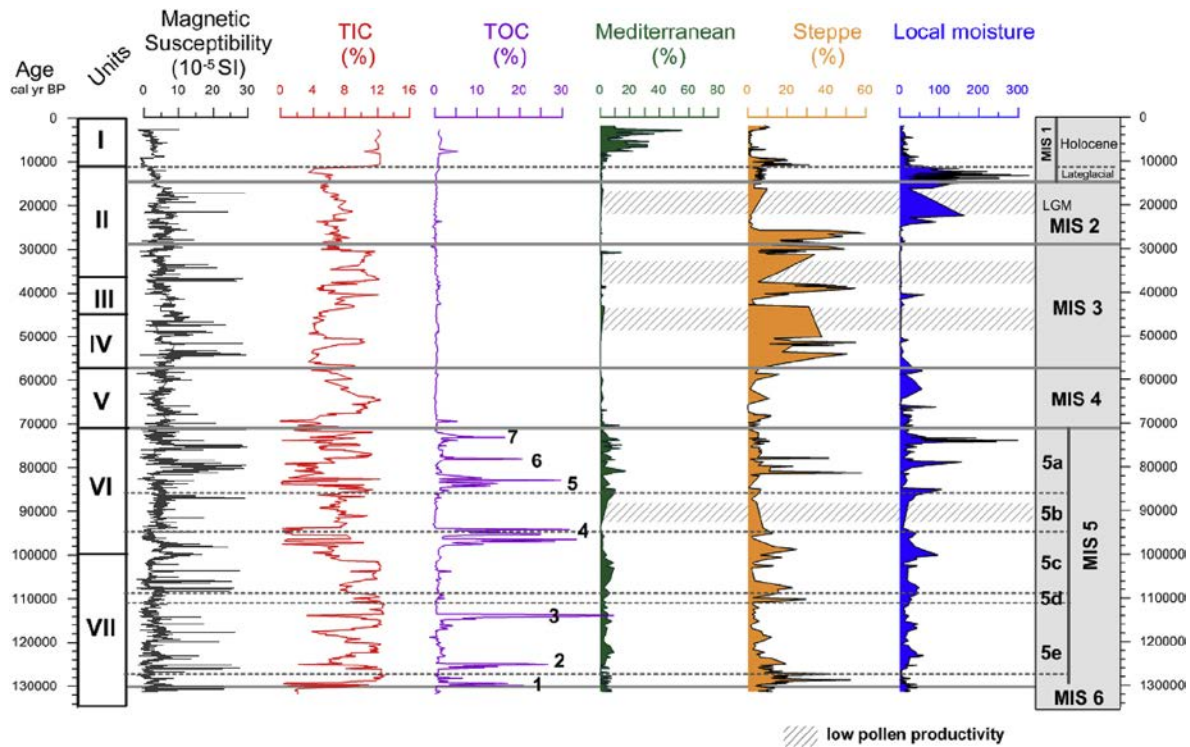 Magnetic Susceptibility (10⁻⁵ SI)
TIC (%)
TOC (%)
Mediterranean (%)
Steppe (%)
Local moisture
Age cal yr BP
Units
0 10 20 30
0 4 8 12 16
0 10 20 30
0 20 40 60 80
0 20 40 60
0 100 200 300
0
10000
20000
30000
40000
50000
60000
70000
80000
90000
100000
110000
120000
130000
I
II
III
IV
V
VI
VII
7
6
5
4
3
2
1
MIS 1
Holocene
Lateglacial
LGM
MIS 2
MIS 3
MIS 4
5a
5b
5c
5d
5e
MIS 5
MIS 6
0
10000
20000
30000
40000
50000
60000
70000
80000
90000
100000
110000
120000
130000
low pollen productivity